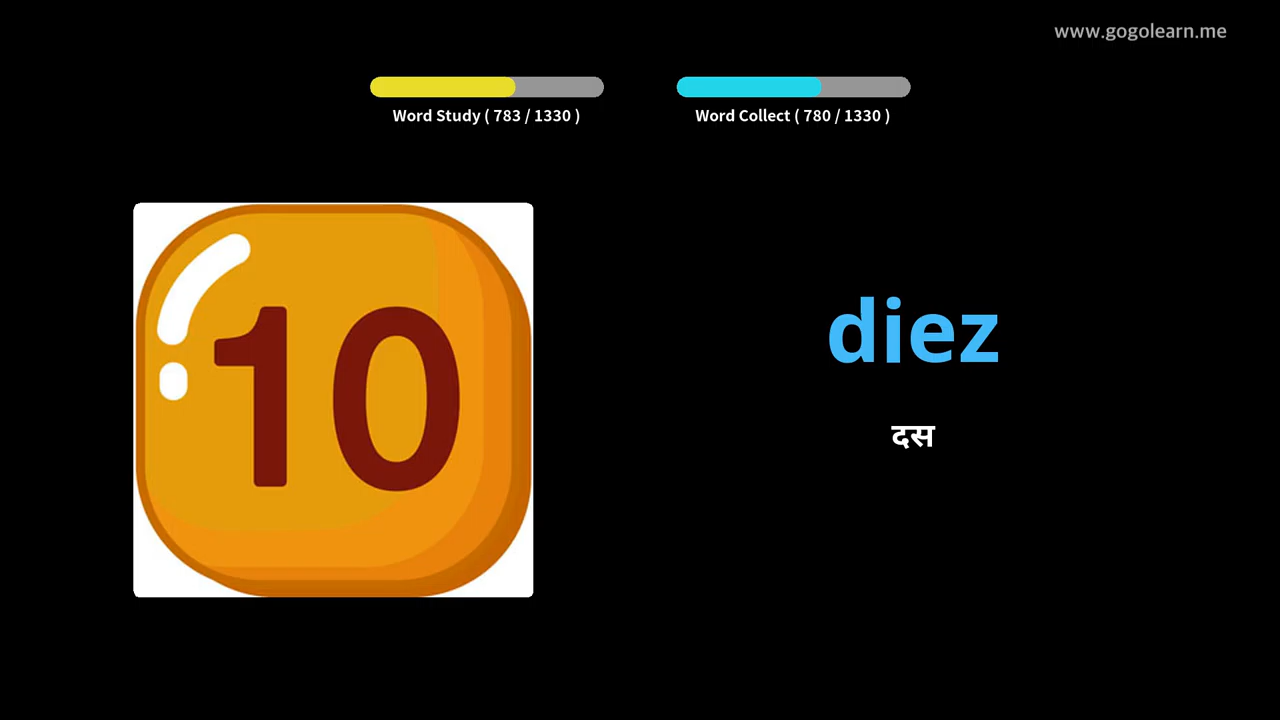 www.gogolearn.me
Word Study ( 783 / 1330 )
Word Collect ( 780 / 1330 )
10
diez
दस